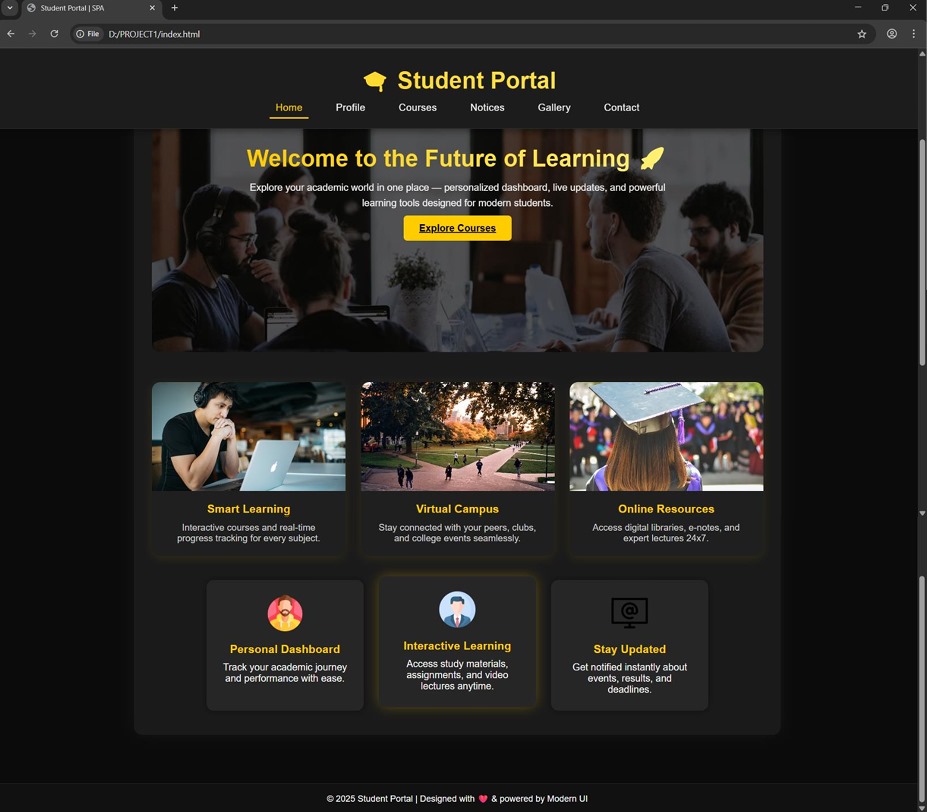 Student Portal | SPA
File
D:/PROJECT1/index.html
Student Portal
Home Profile Courses Notices Gallery Contact
Welcome to the Future of Learning 🚀
Explore your academic world in one place — personalized dashboard, live updates, and powerful
learning tools designed for modern students.
Explore Courses
Smart Learning
Interactive courses and real-time
progress tracking for every subject.
Virtual Campus
Stay connected with your peers, clubs,
and college events seamlessly.
Online Resources
Access digital libraries, e-notes, and
expert lectures 24x7.
Personal Dashboard
Track your academic journey
and performance with ease.
Interactive Learning
Access study materials,
assignments, and video
lectures anytime.
@
Stay Updated
Get notified instantly about
events, results, and
deadlines.
© 2025 Student Portal | Designed with ❤️ & powered by Modern UI